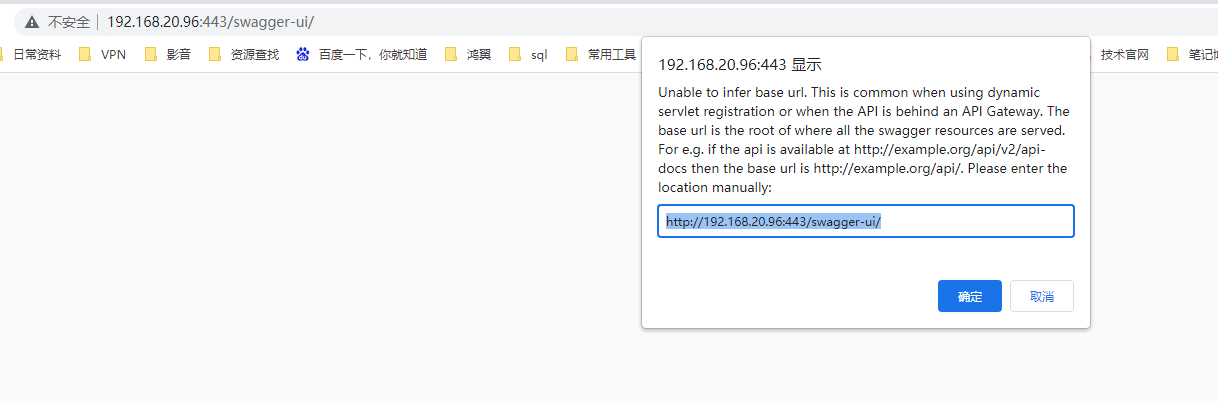 不安全 192.168.20.96:443/swagger-ui/
日常资料 VPN 影音 资源查找 百度一下，你就知道 鸿翼 sql 常用工具 技术官网 笔记
192.168.20.96:443 显示
Unable to infer base url. This is common when using dynamic
servlet registration or when the API is behind an API Gateway. The
base url is the root of where all the swagger resources are served.
For e.g. if the api is available at http://example.org/api/v2/api-
docs then the base url is http://example.org/api/. Please enter the
location manually:
http://192.168.20.96:443/swagger-ui/
确定 取消